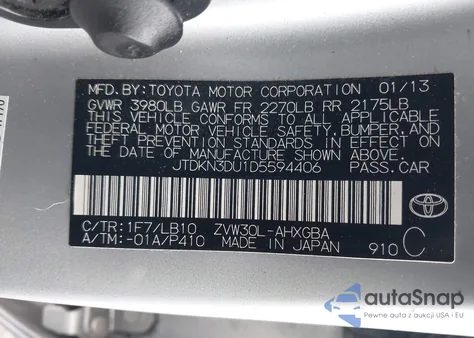 MFD.BY:TOYOTA MOTOR CORPORATION 01/13
GVWR 3980LB GAWR FR 2270LB RR 2175LB
THIS VEHICLE CONFORMS TO ALL APPLICABLE
FEDERAL MOTOR VEHICLE SAFETY, BUMPER, AND
THEFT PREVENTION STANDARDS IN EFFECT ON
THE DATE OF MANUFACTURE SHOWN ABOVE.
JTDKN3DU1D5594406 PASS.CAR
C/TR:1F7/LB10 ZVW30L-AHXGBA
A/TM:-01A/P410 MADE IN JAPAN 910 C
TOYOTA
autoSnap
Pewne auta z aukcji USA i EU